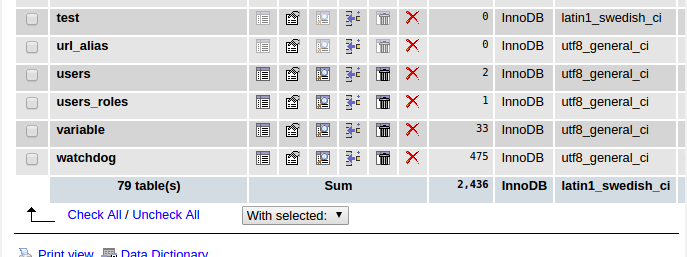 test 0 InnoDB latin1_swedish_ci
url_alias 0 InnoDB utf8_general_ci
users 2 InnoDB utf8_general_ci
users_roles 1 InnoDB utf8_general_ci
variable 33 InnoDB utf8_general_ci
watchdog 475 InnoDB utf8_general_ci
79 table(s) Sum 2,436 InnoDB latin1_swedish_ci
Check All / Uncheck All With selected:
Print view Data Dictionary